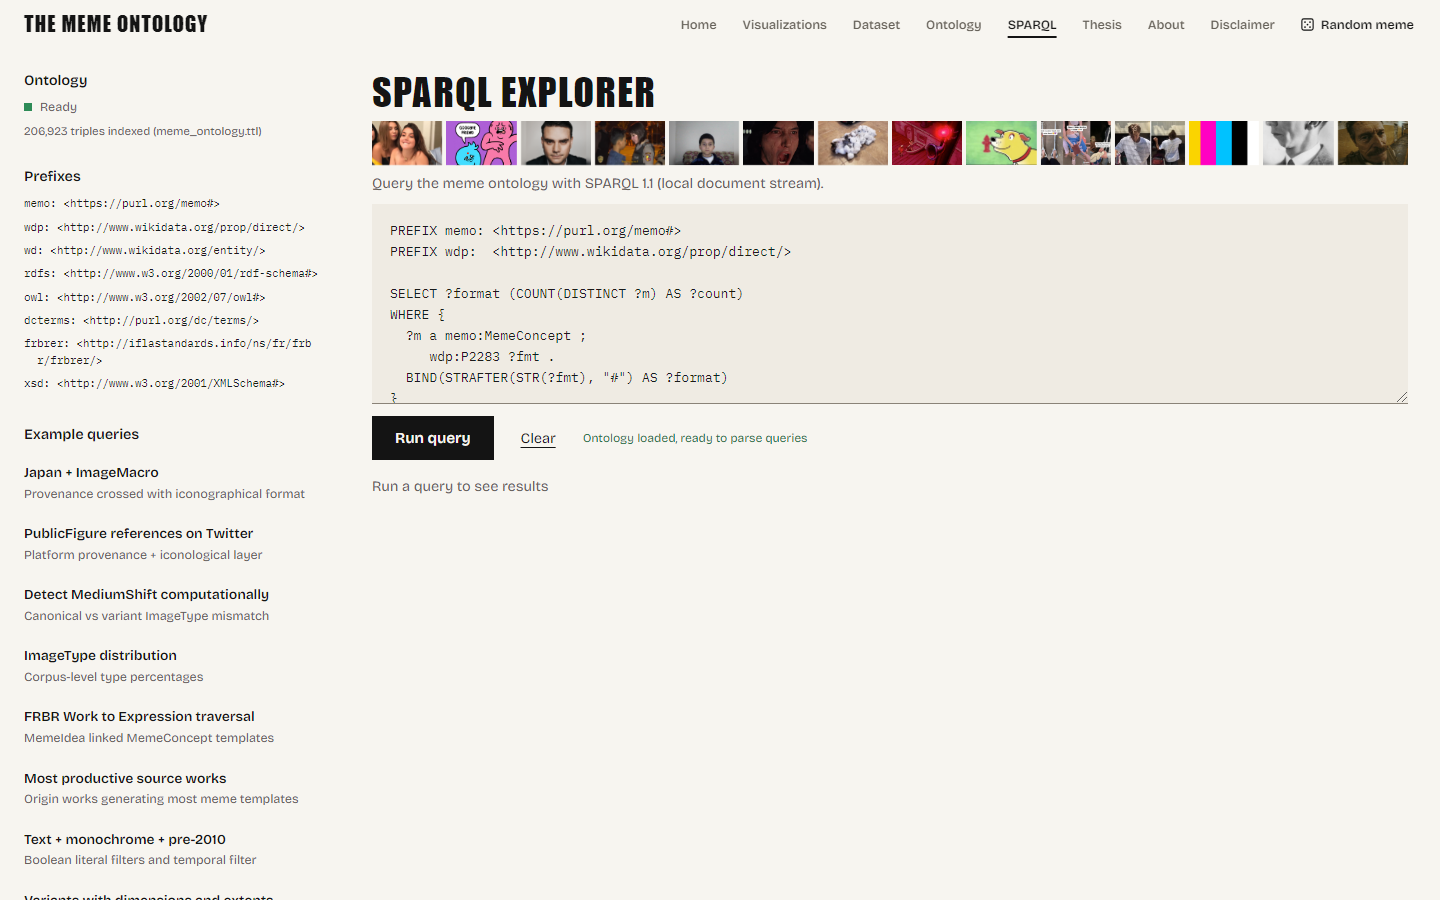 THE MEME ONTOLOGY
Home Visualizations Dataset Ontology SPARQL Thesis About Disclaimer Random meme
Ontology
Ready
206,923 triples indexed (meme_ontology.ttl)
Prefixes
memo: <https://purl.org/memo#>
wdp: <http://www.wikidata.org/prop/direct/>
wd: <http://www.wikidata.org/entity/>
rdfs: <http://www.w3.org/2000/01/rdf-schema#>
owl: <http://www.w3.org/2002/07/owl#>
dcterms: <http://purl.org/dc/terms/>
frbrer: <http://iflastandards.info/ns/fr/frb
r/frbrer/>
xsd: <http://www.w3.org/2001/XMLSchema#>
Example queries
Japan + ImageMacro
Provenance crossed with iconographical format
PublicFigure references on Twitter
Platform provenance + iconological layer
Detect MediumShift computationally
Canonical vs variant ImageType mismatch
ImageType distribution
Corpus-level type percentages
FRBR Work to Expression traversal
MemeIdea linked MemeConcept templates
Most productive source works
Origin works generating most meme templates
Text + monochrome + pre-2010
Boolean literal filters and temporal filter
Variants with dimensions and extents
SPARQL EXPLORER
Query the meme ontology with SPARQL 1.1 (local document stream).
PREFIX memo: <https://purl.org/memo#>
PREFIX wdp: <http://www.wikidata.org/prop/direct/>
SELECT ?format (COUNT(DISTINCT ?m) AS ?count)
WHERE {
?m a memo:MemeConcept ;
wdp:P2283 ?fmt .
BIND(STRAFTER(STR(?fmt), "#") AS ?format)
}
Run query Clear Ontology loaded, ready to parse queries
Run a query to see results